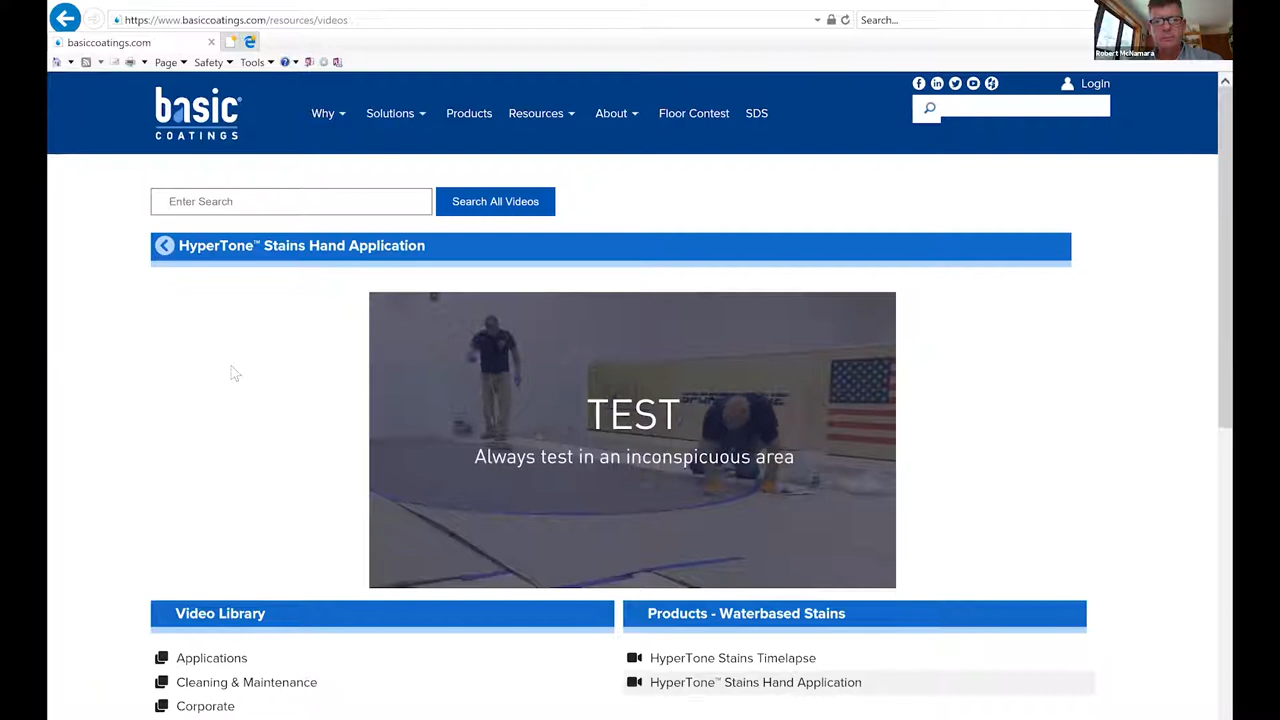 https://www.basiccoatings.com/resources/videos
Search...
basiccoatings.com
Robert McNamara
Page
Safety
Tools
basic
COATINGS
Why
Solutions
Products
Resources
About
Floor Contest
SDS
Login
Enter Search
Search All Videos
HyperTone™ Stains Hand Application
TEST
Always test in an inconspicuous area
Video Library
Applications
Cleaning & Maintenance
Corporate
Products - Waterbased Stains
HyperTone Stains Timelapse
HyperTone™ Stains Hand Application